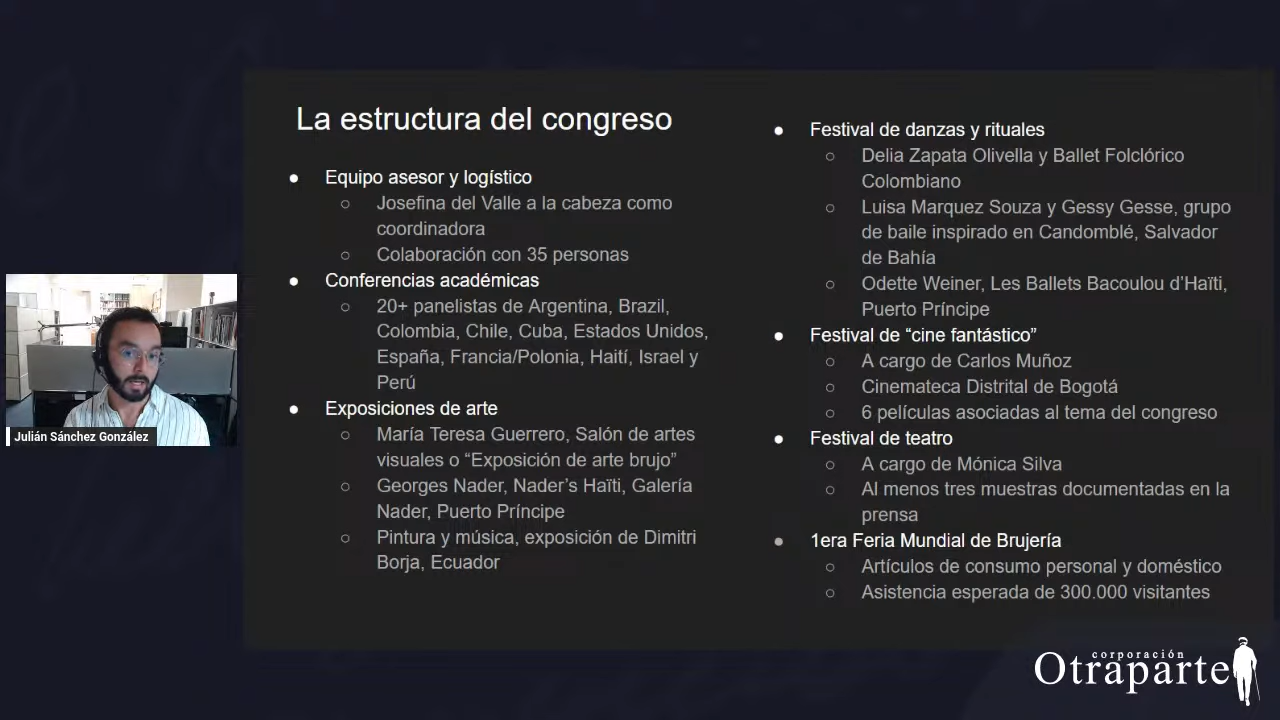 La estructura del congreso
● Equipo asesor y logístico
○ Josefina del Valle a la cabeza como
coordinadora
○ Colaboración con 35 personas
● Conferencias académicas
○ 20+ panelistas de Argentina, Brazil,
Colombia, Chile, Cuba, Estados Unidos,
España, Francia/Polonia, Haití, Israel y
Perú
● Exposiciones de arte
○ María Teresa Guerrero, Salón de artes
visuales o “Exposición de arte brujo”
○ Georges Nader, Nader’s Haïti, Galería
Nader, Puerto Príncipe
○ Pintura y música, exposición de Dimitri
Borja, Ecuador
● Festival de danzas y rituales
○ Delia Zapata Olivella y Ballet Folclórico
Colombiano
○ Luisa Marquez Souza y Gessy Gesse, grupo
de baile inspirado en Candomblé, Salvador
de Bahía
○ Odette Weiner, Les Ballets Bacoulou d’Haïti,
Puerto Príncipe
● Festival de “cine fantástico”
○ A cargo de Carlos Muñoz
○ Cinemateca Distrital de Bogotá
○ 6 películas asociadas al tema del congreso
● Festival de teatro
○ A cargo de Mónica Silva
○ Al menos tres muestras documentadas en la
prensa
● 1era Feria Mundial de Brujería
○ Artículos de consumo personal y doméstico
○ Asistencia esperada de 300.000 visitantes
Julián Sánchez González
corporación
Otraparte